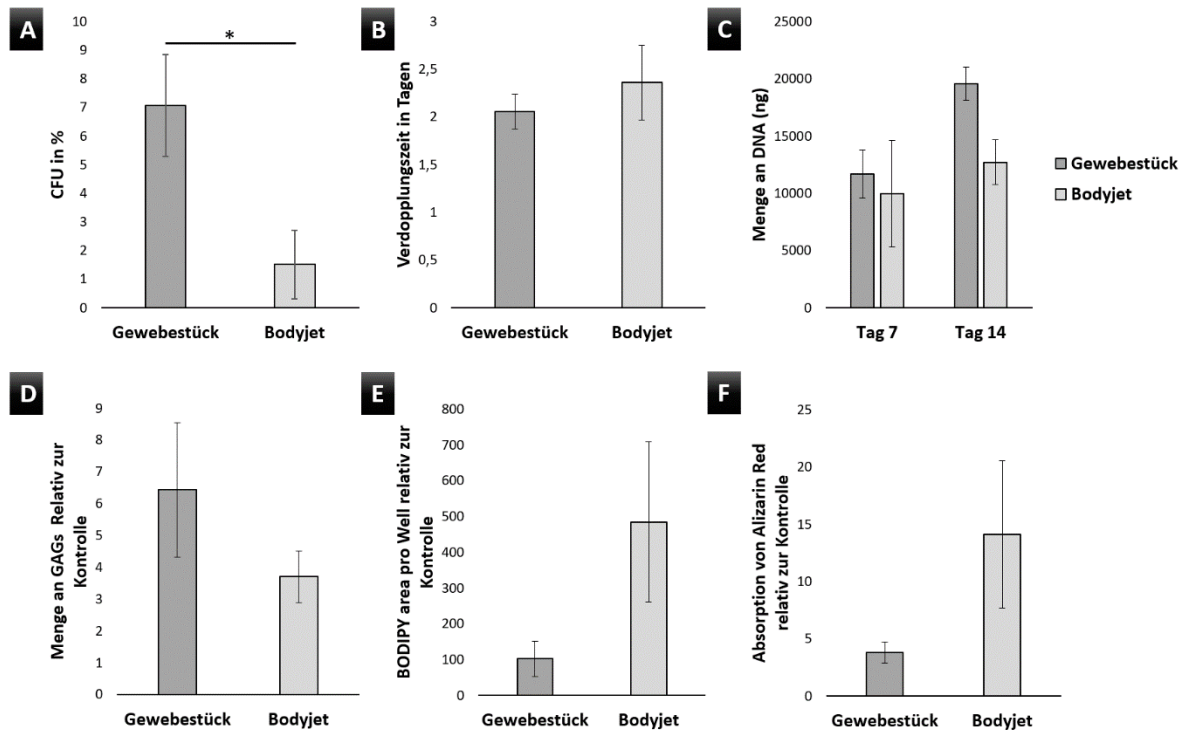 A
CFU in %
10
9
8
7
6
5
4
3
2
1
0
*
Gewebestück Bodyjet
B
Verdopplungszeit in Tagen
3
2,5
2
1,5
1
0,5
0
Gewebestück Bodyjet
C
Menge an DNA (ng)
25000
20000
15000
10000
5000
0
Tag 7 Tag 14
Gewebestück
Bodyjet
D
Menge an GAGs Relativ zur
Kontrolle
9
8
7
6
5
4
3
2
1
0
Gewebestück Bodyjet
E
BODIPY area pro Well relativ zur
Kontrolle
800
700
600
500
400
300
200
100
0
Gewebestück Bodyjet
F
Absorption von Alizarin Red
relativ zur Kontrolle
25
20
15
10
5
0
Gewebestück Bodyjet